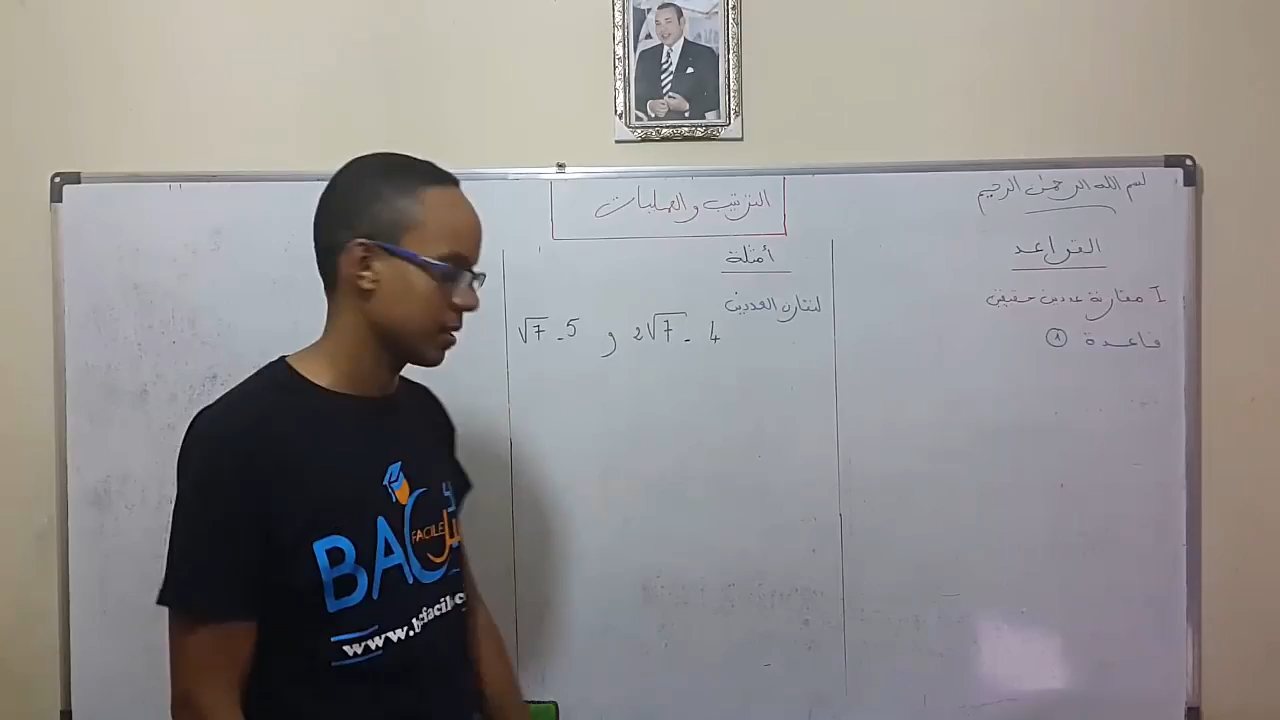 بسم الله الرحمن الرحيم
الترتيب والعمليات
القواعد
I مقارنة عددين حقيقيين
قاعدة ①
أمثلة
لنقارن العددين
√7 - 5 و 2√7 - 4
BAC
FACILE
www.bacfacile.co